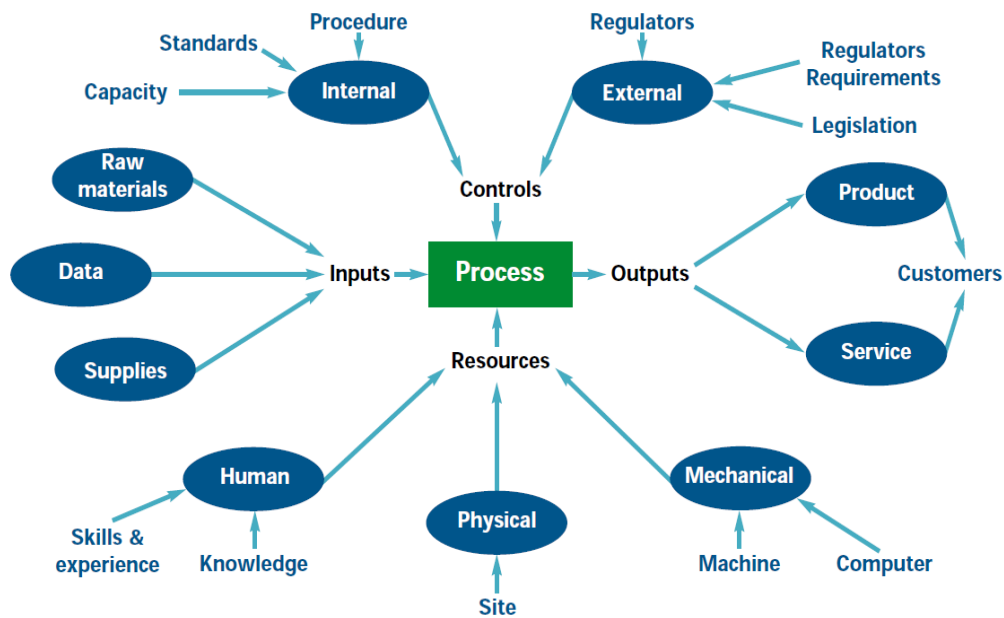 Procedure
Regulators
Standards
Capacity
Internal
External
Regulators
Requirements
Legislation
Raw
materials
Controls
Product
Data
Inputs
Process
Outputs
Customers
Supplies
Resources
Service
Human
Physical
Mechanical
Skills &
experience
Knowledge
Machine
Computer
Site